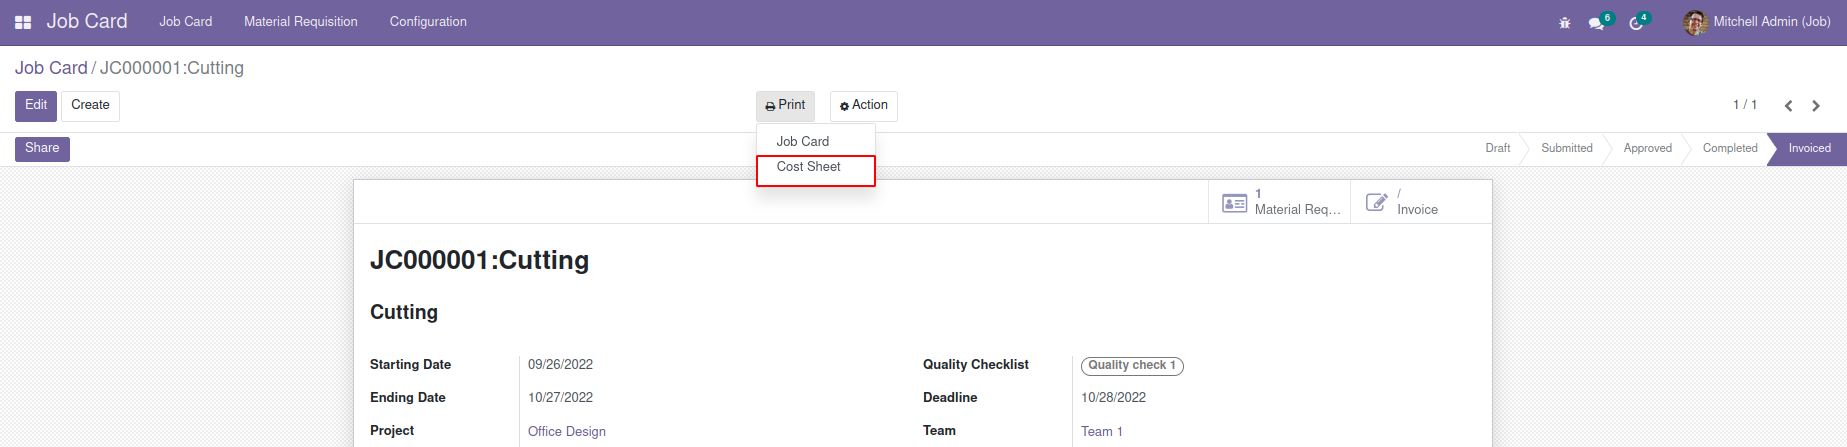 Job Card Job Card Material Requisition Configuration 6 4 Mitchell Admin (Job)
Job Card / JC000001:Cutting
Edit Create Print Action 1 / 1
Job Card
Share Draft Submitted Approved Completed Invoiced
Cost Sheet
1 /
Material Req... Invoice
JC000001:Cutting
Cutting
Starting Date 09/26/2022 Quality Checklist Quality check 1
Ending Date 10/27/2022 Deadline 10/28/2022
Project Office Design Team Team 1